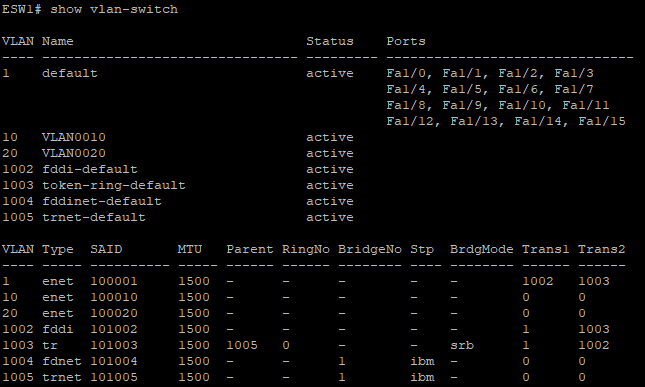 ESW1# show vlan-switch
VLAN Name                             Status    Ports
---- -------------------------------- --------- -------------------------------
1    default                          active    Fa1/0, Fa1/1, Fa1/2, Fa1/3
                                                Fa1/4, Fa1/5, Fa1/6, Fa1/7
                                                Fa1/8, Fa1/9, Fa1/10, Fa1/11
                                                Fa1/12, Fa1/13, Fa1/14, Fa1/15
10   VLAN0010                         active
20   VLAN0020                         active
1002 fddi-default                     active
1003 token-ring-default               active
1004 fddinet-default                  active
1005 trnet-default                    active
VLAN Type  SAID       MTU   Parent RingNo BridgeNo Stp  BrdgMode Trans1 Trans2
---- ----- ---------- ----- ------ ------ -------- ---- -------- ------ ------
1    enet  100001     1500  -      -      -        -    -        1002   1003
10   enet  100010     1500  -      -      -        -    -        0      0
20   enet  100020     1500  -      -      -        -    -        0      0
1002 fddi  101002     1500  -      -      -        -    -        1      1003
1003 tr    101003     1500  1005   0      -        -    srb      1      1002
1004 fdnet 101004     1500  -      -      1        ibm  -        0      0
1005 trnet 101005     1500  -      -      1        ibm  -        0      0